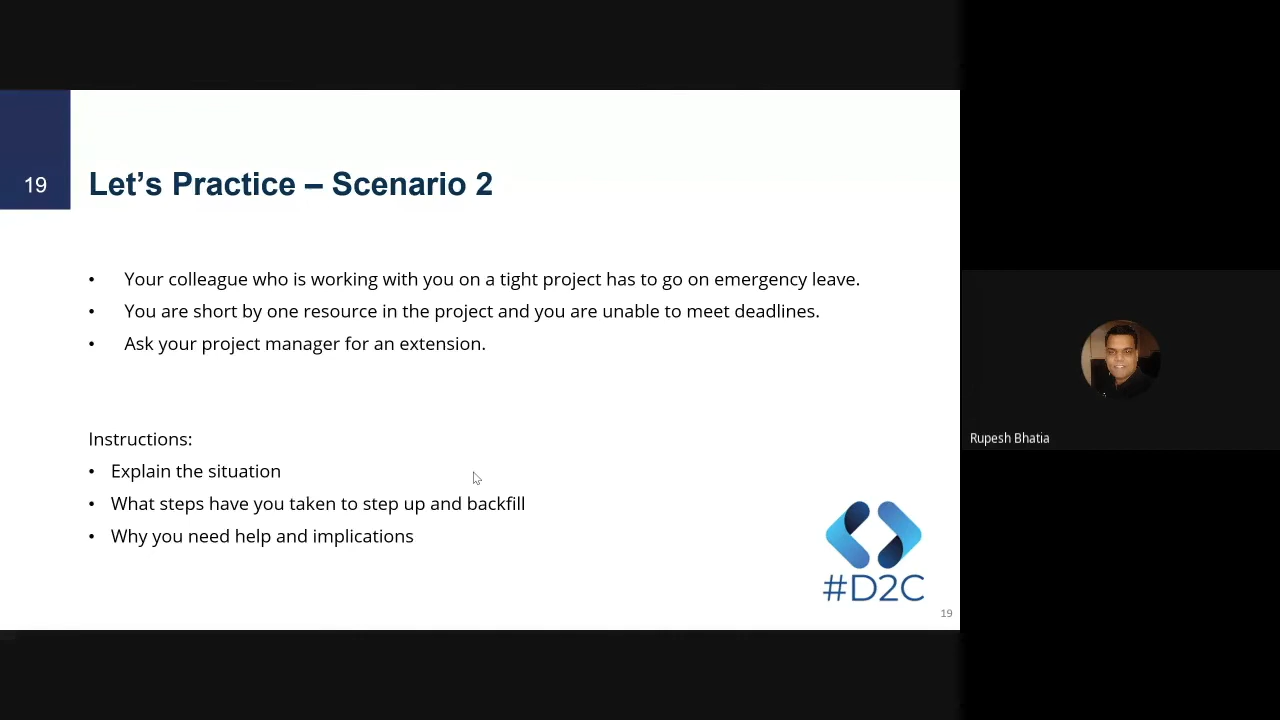 19
Let’s Practice – Scenario 2
• Your colleague who is working with you on a tight project has to go on emergency leave.
• You are short by one resource in the project and you are unable to meet deadlines.
• Ask your project manager for an extension.
Instructions:
• Explain the situation
• What steps have you taken to step up and backfill
• Why you need help and implications
#D2C
19
Rupesh Bhatia